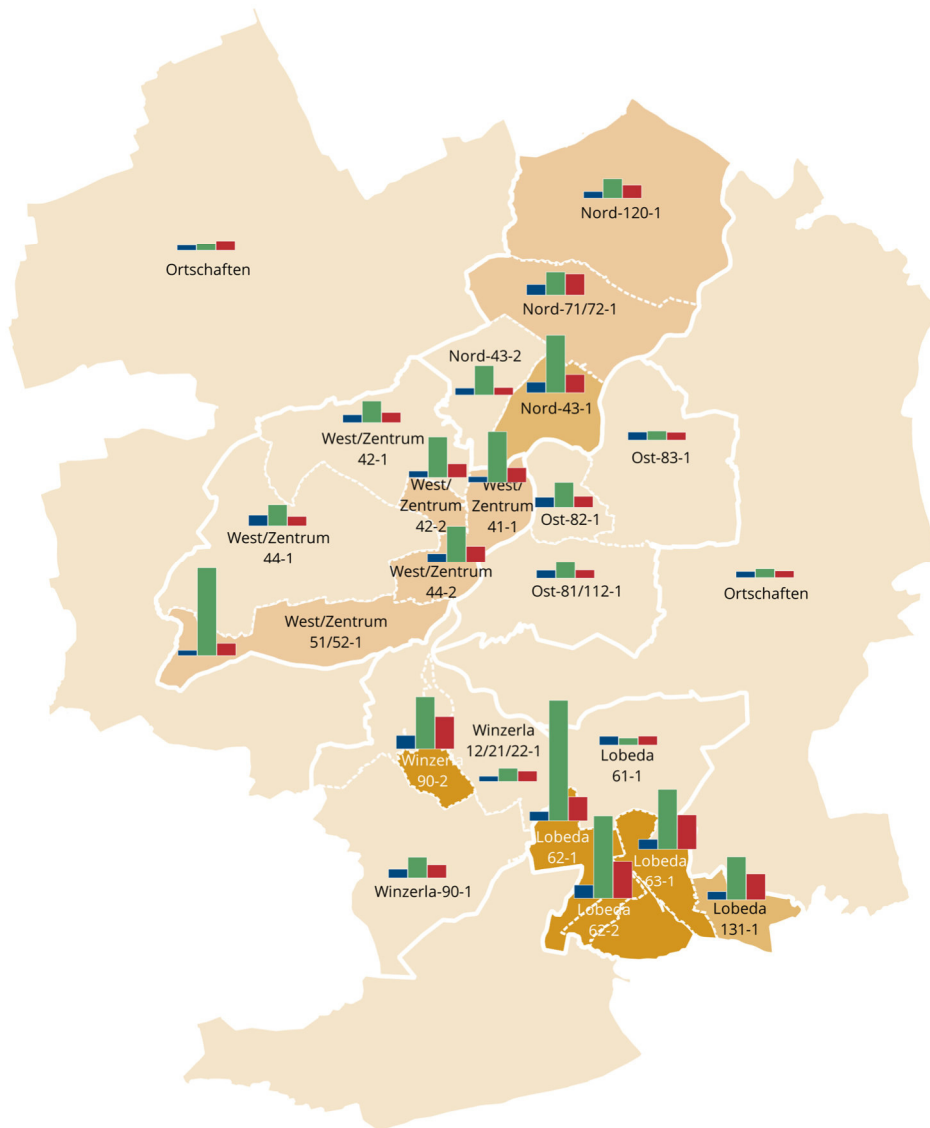 Nord-120-1
Ortschaften
Nord-71/72-1
Nord-43-2
Nord-43-1
West/Zentrum
42-1
Ost-83-1
West/
Zentrum
42-2
West/
Zentrum
41-1
Ost-82-1
West/Zentrum
44-1
West/Zentrum
44-2
Ost-81/112-1
Ortschaften
West/Zentrum
51/52-1
Winzerla
12/21/22-1
Winzerla
90-2
Lobeda
61-1
Lobeda
62-1
Lobeda
63-1
Winzerla-90-1
Lobeda
62-2
Lobeda
131-1